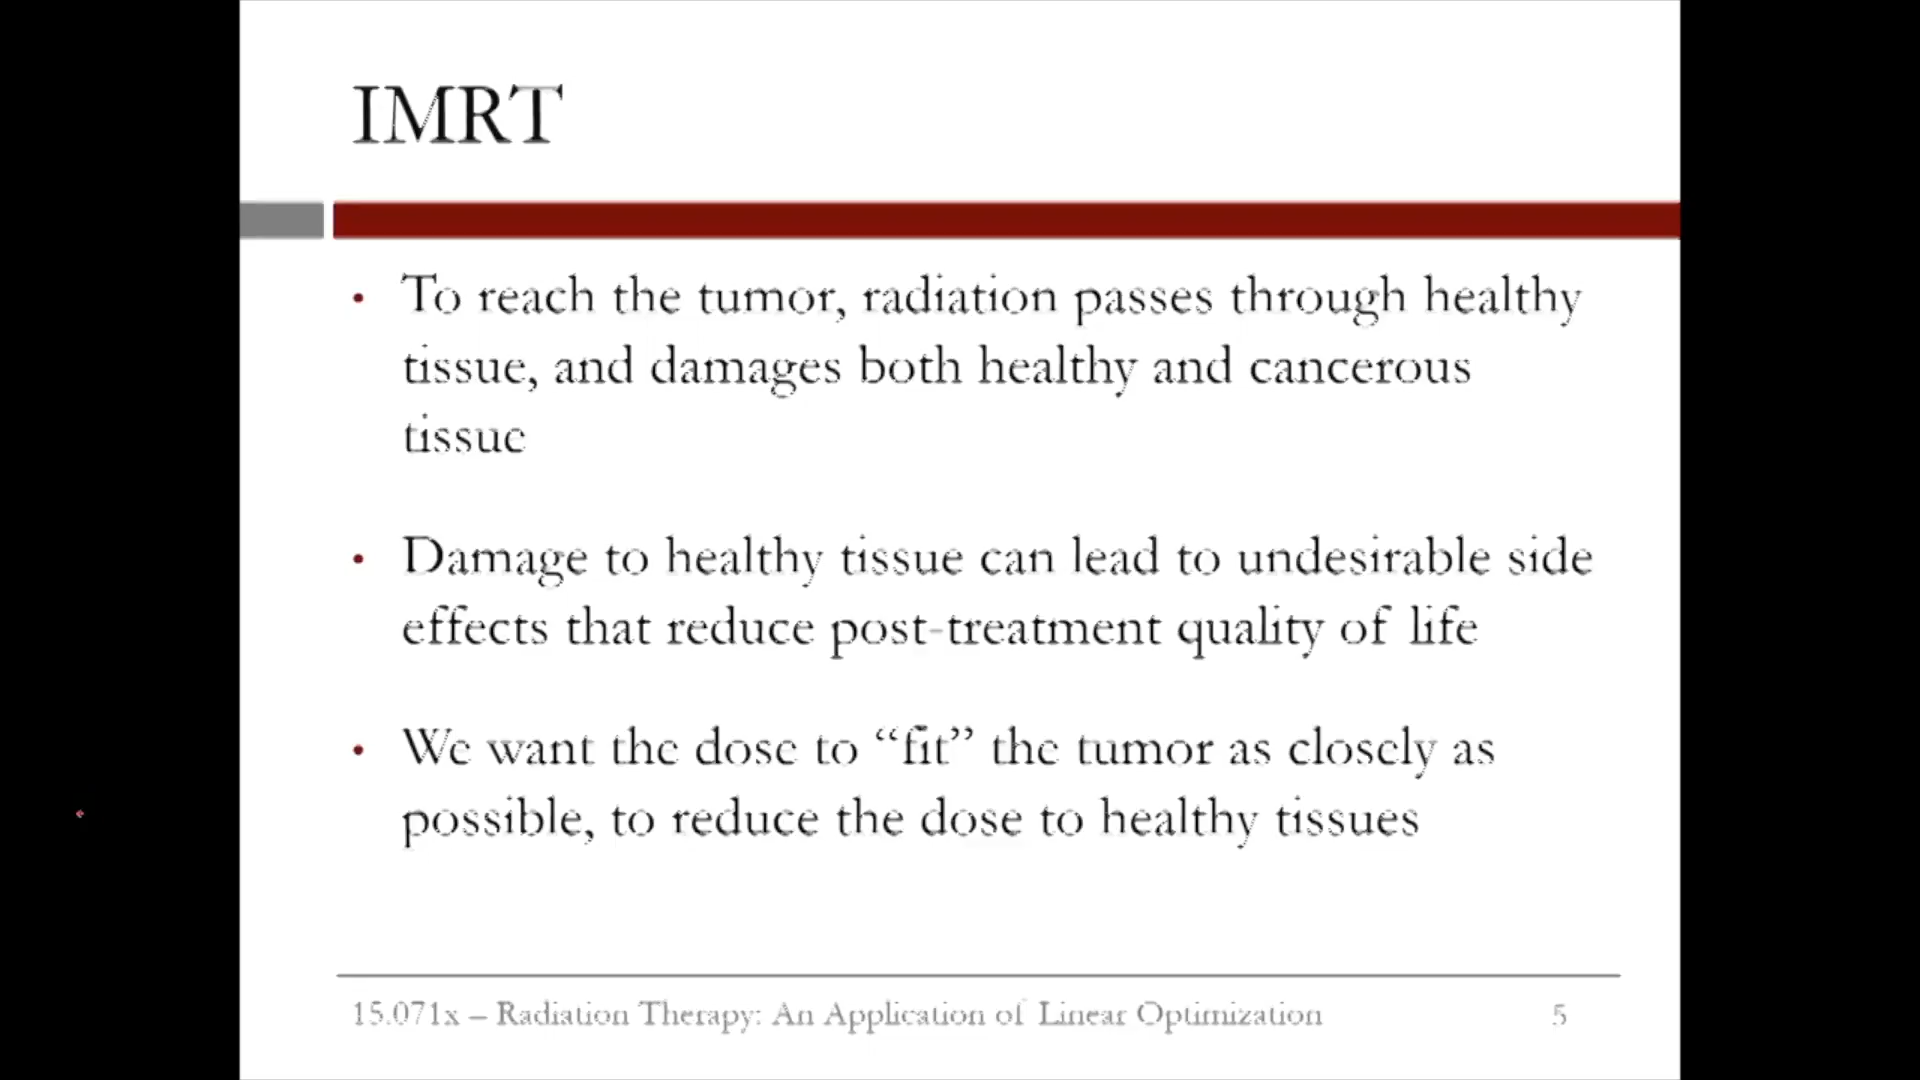 IMRT
• To reach the tumor, radiation passes through healthy
tissue, and damages both healthy and cancerous
tissue
• Damage to healthy tissue can lead to undesirable side
effects that reduce post-treatment quality of life
• We want the dose to “fit” the tumor as closely as
possible, to reduce the dose to healthy tissues
15.071x – Radiation Therapy: An Application of Linear Optimization 5